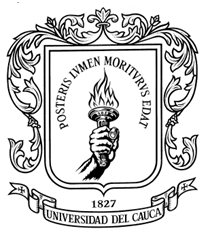 POSTERIS LVMEN MORITVRVS EDAT
1827
UNIVERSIDAD DEL CAUCA